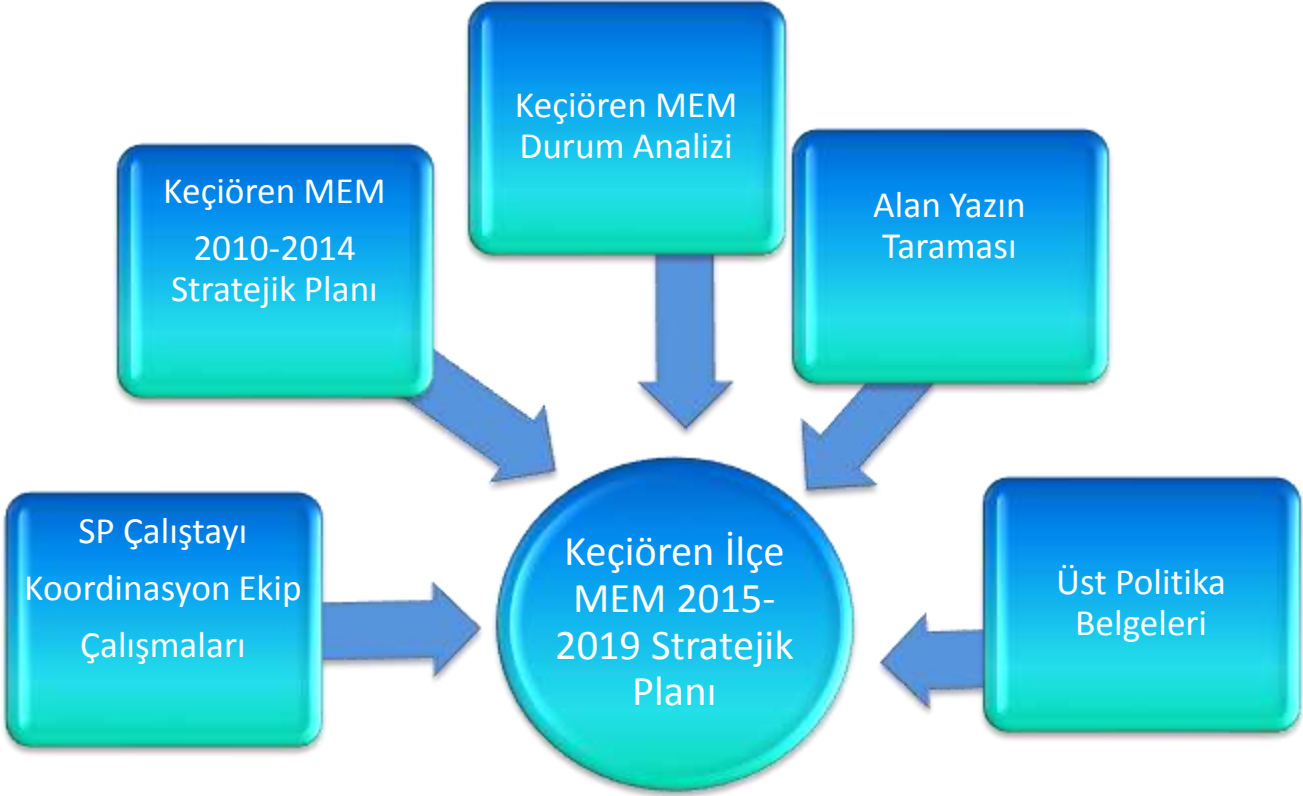 Keçiören MEM
Durum Analizi
Keçiören MEM
2010-2014
Stratejik Planı
Alan Yazın
Taraması
SP Çalıştayı
Koordinasyon Ekip
Çalışmaları
Keçiören İlçe
MEM 2015-
2019 Stratejik
Planı
Üst Politika
Belgeleri